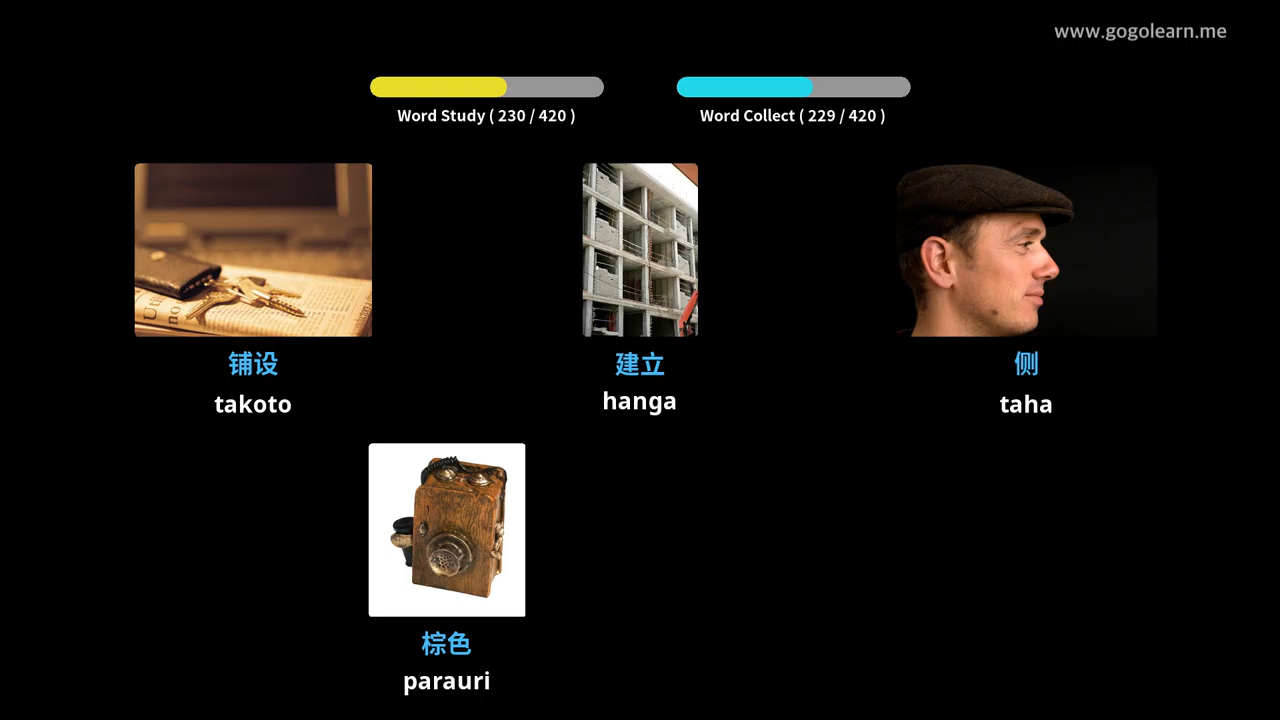 www.gogolearn.me
Word Study ( 230 / 420 )
Word Collect ( 229 / 420 )
铺设
takoto
建立
hanga
侧
taha
棕色
parauri